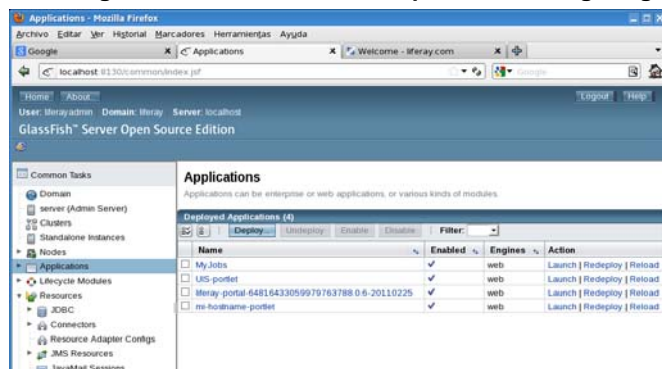 Applications - Mozilla Firefox
Archivo Editar Ver Historial Marcadores Herramientas Ayuda
Google Applications Welcome - liferay.com
localhost:8130/common/index.jsf Google
Home About... Logout Help
User: liferayadmin Domain: liferay Server: localhost
GlassFish™ Server Open Source Edition
Common Tasks
Domain
server (Admin Server)
Clusters
Standalone Instances
Nodes
Applications
Lifecycle Modules
Resources
JDBC
Connectors
Resource Adapter Configs
JMS Resources
JavaMail Sessions
Applications
Applications can be enterprise or web applications, or various kinds of modules.
Deployed Applications (4)
Deploy... Undeploy Enable Disable Filter:
Name Enabled Engines Action
MyJobs web Launch | Redeploy | Reload
UIS-portlet web Launch | Redeploy | Reload
liferay-portal-64816433059979763788.0.6-20110225 web Launch | Redeploy | Reload
mi-hostname-portlet web Launch | Redeploy | Reload